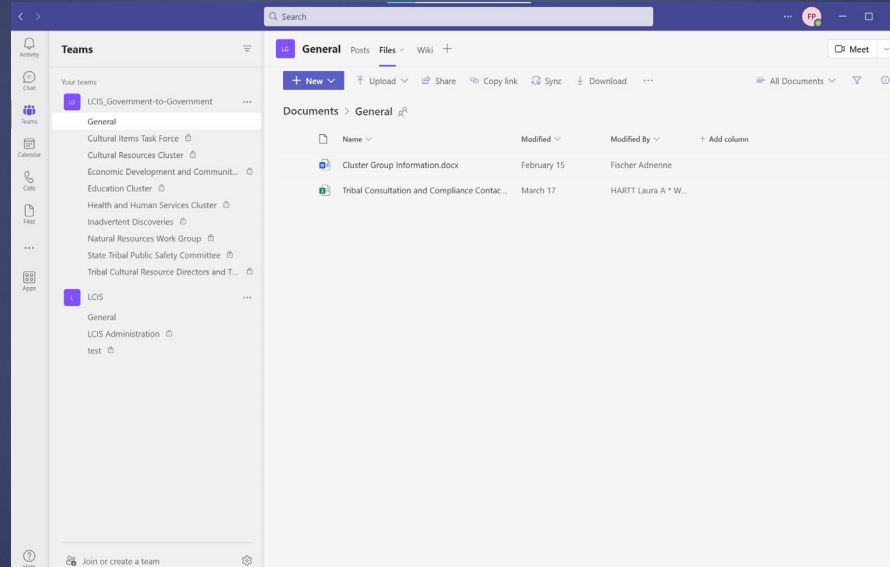 Search
FP
Activity
Chat
Teams
Calendar
Calls
Files
Apps
Help
Teams
Your teams
LG LCIS_Government-to-Government
General
Cultural Items Task Force
Cultural Resources Cluster
Economic Development and Communit...
Education Cluster
Health and Human Services Cluster
Inadvertent Discoveries
Natural Resources Work Group
State Tribal Public Safety Committee
Tribal Cultural Resource Directors and T...
L LCIS
General
LCIS Administration
test
Join or create a team
LG General Posts Files Wiki
Meet
New Upload Share Copy link Sync Download All Documents
Documents > General
Name Modified Modified By + Add column
Cluster Group Information.docx February 15 Fischer Adrienne
Tribal Consultation and Compliance Contac... March 17 HARTT Laura A * W...